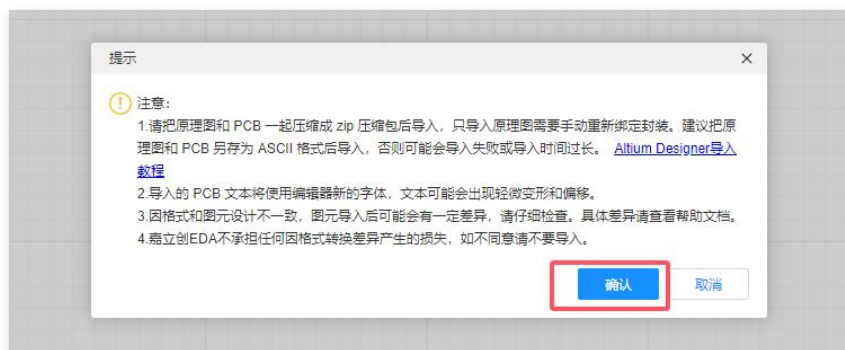 提示
注意:
1.请把原理图和 PCB 一起压缩成 zip 压缩包后导入，只导入原理图需要手动重新绑定封装。建议把原
理图和 PCB 另存为 ASCII 格式后导入，否则可能会导入失败或导入时间过长。 Altium Designer导入
教程
2.导入的 PCB 文本将使用编辑器新的字体，文本可能会出现轻微变形和偏移。
3.因格式和图元设计不一致，图元导入后可能会有一定差异，请仔细检查。具体差异请查看帮助文档。
4.嘉立创EDA不承担任何因格式转换差异产生的损失，如不同意请不要导入。
确认 取消